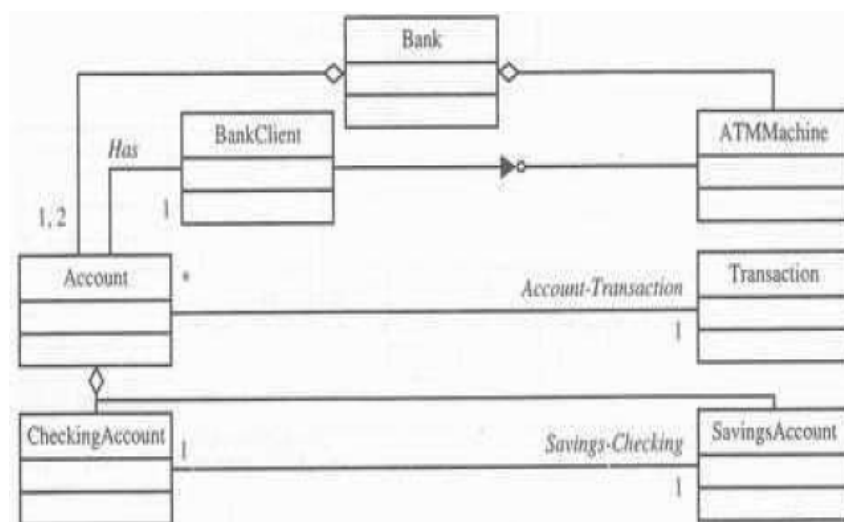 Bank
BankClient
ATMMachine
Has
1, 2
1
Account
*
Account-Transaction
1
Transaction
CheckingAccount
1
Savings-Checking
1
SavingsAccount